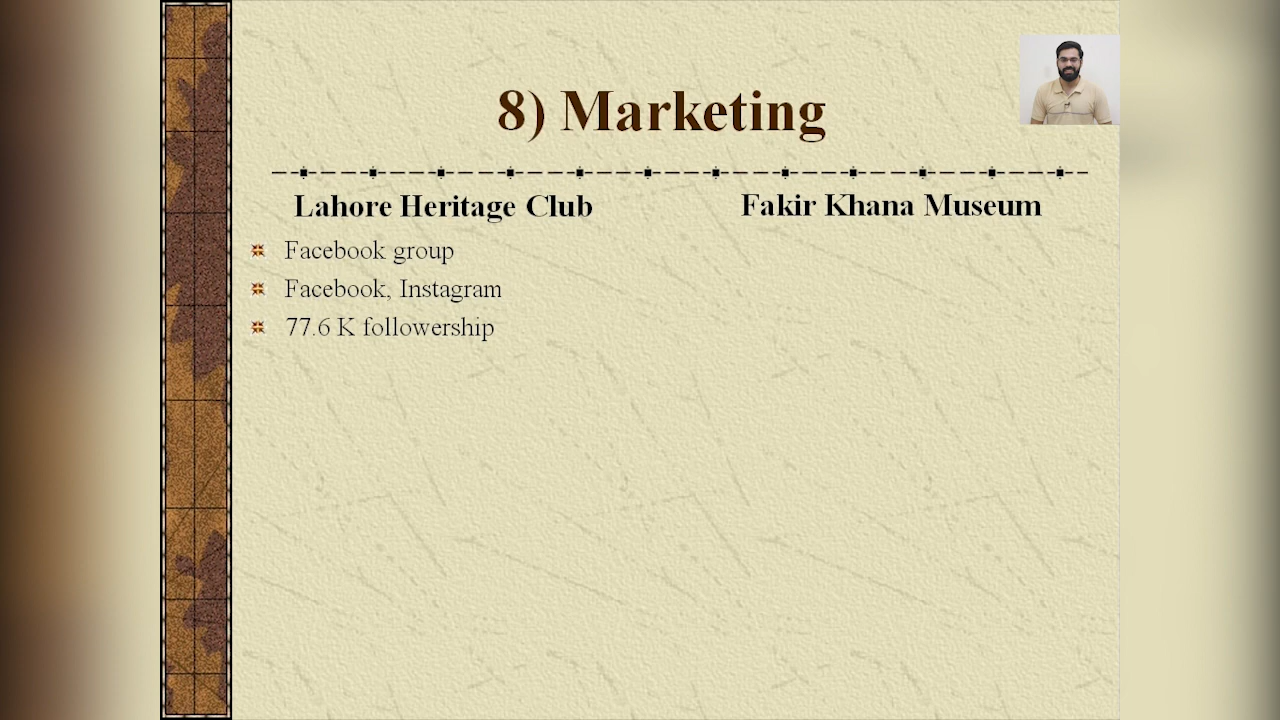 8) Marketing
Lahore Heritage Club
Fakir Khana Museum
Facebook group
Facebook, Instagram
77.6 K followership